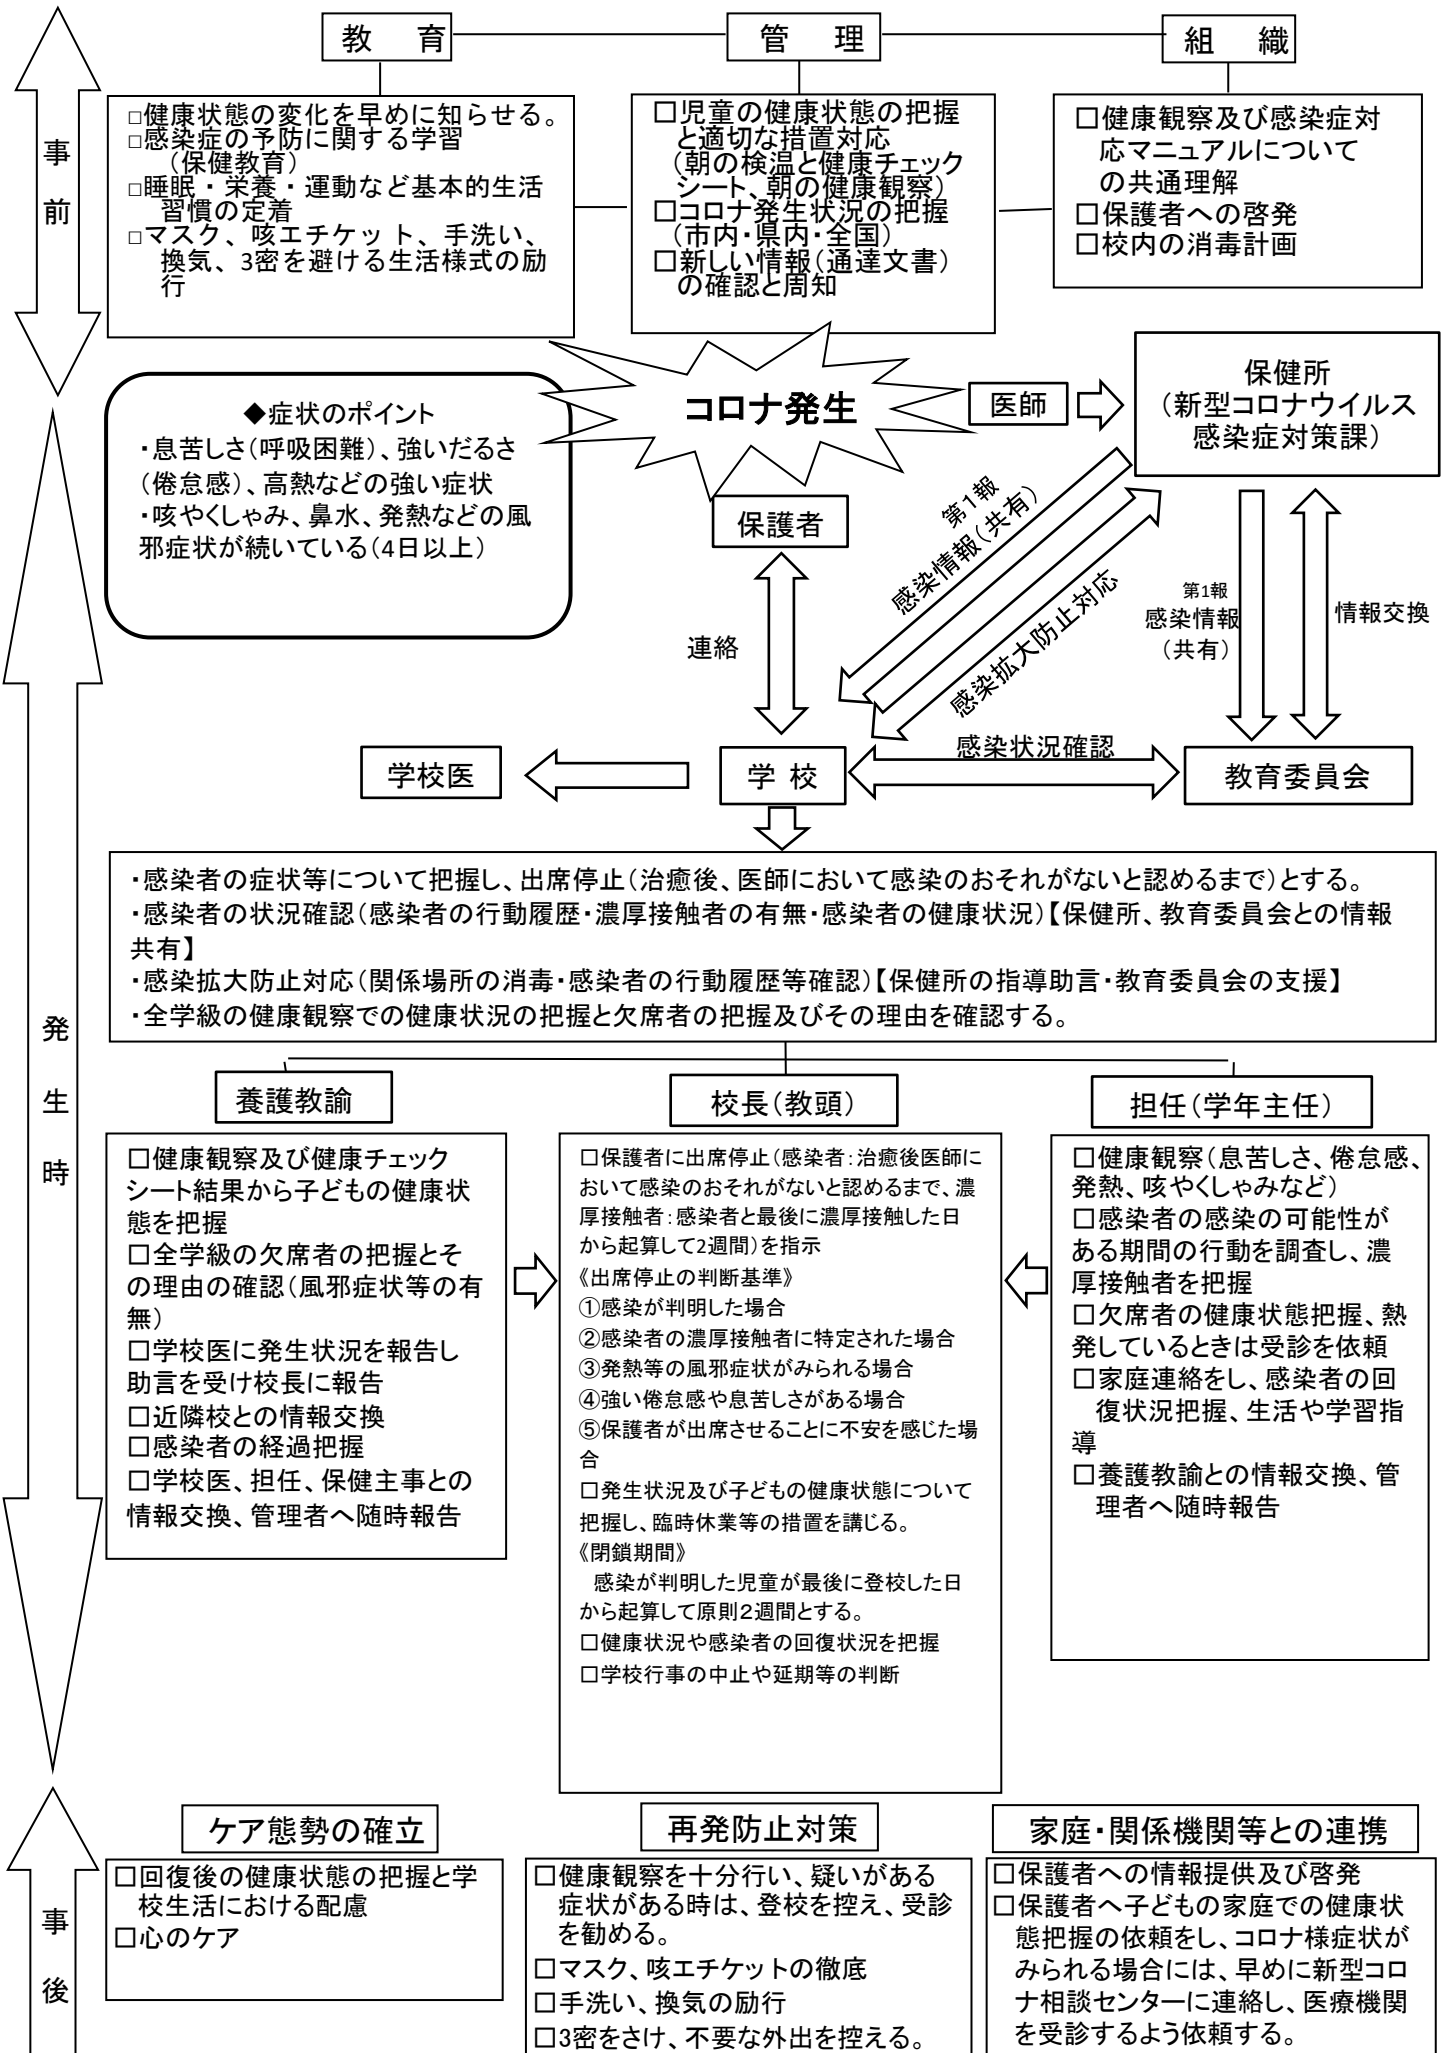 教　育
管　理
組　織
事前
□健康状態の変化を早めに知らせる。
□感染症の予防に関する学習
（保健教育）
□睡眠・栄養・運動など基本的生活
習慣の定着
□マスク、咳エチケット、手洗い、
換気、3密を避ける生活様式の励
行
□児童の健康状態の把握
と適切な措置対応
（朝の検温と健康チェック
シート、朝の健康観察）
□コロナ発生状況の把握
（市内・県内・全国）
□新しい情報（通達文書）
の確認と周知
□健康観察及び感染症対
応マニュアルについて
の共通理解
□保護者への啓発
□校内の消毒計画
コロナ発生
医師
保健所
（新型コロナウイルス
感染症対策課）
◆症状のポイント
・息苦しさ（呼吸困難）、強いだるさ
（倦怠感）、高熱などの強い症状
・咳やくしゃみ、鼻水、発熱などの風
邪症状が続いている（4日以上）
保護者
第1報
感染情報（共有）
感染拡大防止対応
第1報
感染情報
（共有）
情報交換
連絡
学校医
学 校
感染状況確認
教育委員会
発生時
・感染者の症状等について把握し、出席停止（治癒後、医師において感染のおそれがないと認めるまで）とする。
・感染者の状況確認（感染者の行動履歴・濃厚接触者の有無・感染者の健康状況）【保健所、教育委員会との情報
共有】
・感染拡大防止対応（関係場所の消毒・感染者の行動履歴等確認）【保健所の指導助言・教育委員会の支援】
・全学級の健康観察での健康状況の把握と欠席者の把握及びその理由を確認する。
養護教諭
校長（教頭）
担任（学年主任）
□健康観察及び健康チェック
シート結果から子どもの健康状
態を把握
□全学級の欠席者の把握とそ
の理由の確認（風邪症状等の有
無）
□学校医に発生状況を報告し
助言を受け校長に報告
□近隣校との情報交換
□感染者の経過把握
□学校医、担任、保健主事との
情報交換、管理者へ随時報告
□保護者に出席停止（感染者：治癒後医師に
おいて感染のおそれがないと認めるまで、濃
厚接触者：感染者と最後に濃厚接触した日
から起算して2週間）を指示
《出席停止の判断基準》
①感染が判明した場合
②感染者の濃厚接触者に特定された場合
③発熱等の風邪症状がみられる場合
④強い倦怠感や息苦しさがある場合
⑤保護者が出席させることに不安を感じた場
合
□発生状況及び子どもの健康状態について
把握し、臨時休業等の措置を講じる。
《閉鎖期間》
感染が判明した児童が最後に登校した日
から起算して原則２週間とする。
□健康状況や感染者の回復状況を把握
□学校行事の中止や延期等の判断
□健康観察（息苦しさ、倦怠感、
発熱、咳やくしゃみなど）
□感染者の感染の可能性が
ある期間の行動を調査し、濃
厚接触者を把握
□欠席者の健康状態把握、熱
発しているときは受診を依頼
□家庭連絡をし、感染者の回
復状況把握、生活や学習指
導
□養護教諭との情報交換、管
理者へ随時報告
事後
ケア態勢の確立
再発防止対策
家庭・関係機関等との連携
□回復後の健康状態の把握と学
校生活における配慮
□心のケア
□健康観察を十分行い、疑いがある
症状がある時は、登校を控え、受診
を勧める。
□マスク、咳エチケットの徹底
□手洗い、換気の励行
□3密をさけ、不要な外出を控える。
□保護者への情報提供及び啓発
□保護者へ子どもの家庭での健康状
態把握の依頼をし、コロナ様症状が
みられる場合には、早めに新型コロ
ナ相談センターに連絡し、医療機関
を受診するよう依頼する。